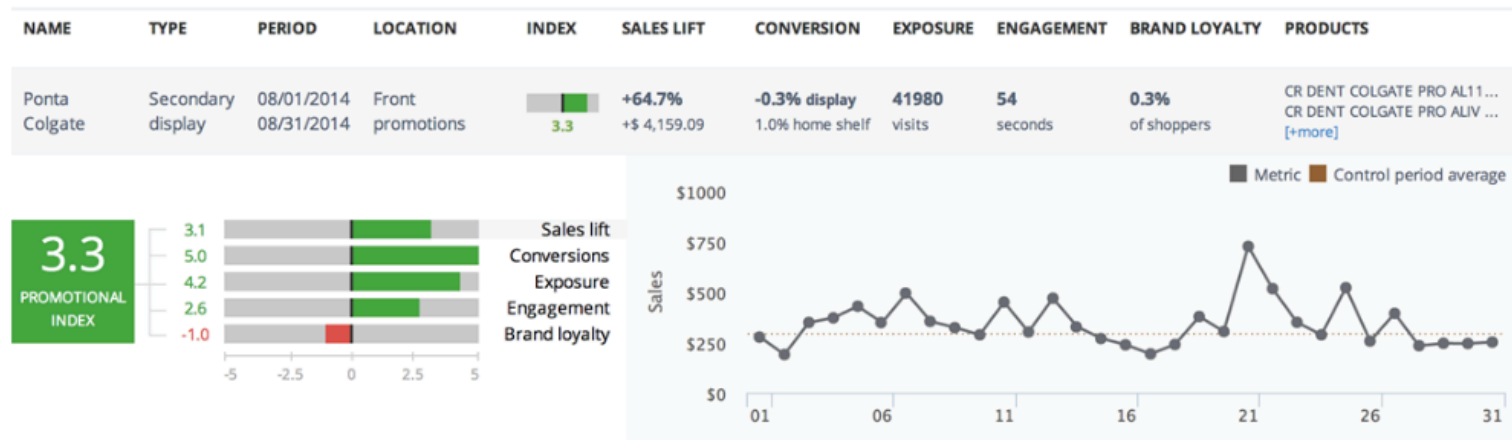 NAME TYPE PERIOD LOCATION INDEX SALES LIFT CONVERSION EXPOSURE ENGAGEMENT BRAND LOYALTY PRODUCTS
Ponta Secondary 08/01/2014 Front +64.7% -0.3% display 41980 54 0.3% CR DENT COLGATE PRO AL11...
Colgate display 08/31/2014 promotions 3.3 +$ 4,159.09 1.0% home shelf visits seconds of shoppers CR DENT COLGATE PRO ALIV ...
[+more]
3.3
PROMOTIONAL
INDEX
3.1 Sales lift
5.0 Conversions
4.2 Exposure
2.6 Engagement
-1.0 Brand loyalty
-5 -2.5 0 2.5 5
Metric Control period average
Sales
$1000
$750
$500
$250
$0
01 06 11 16 21 26 31